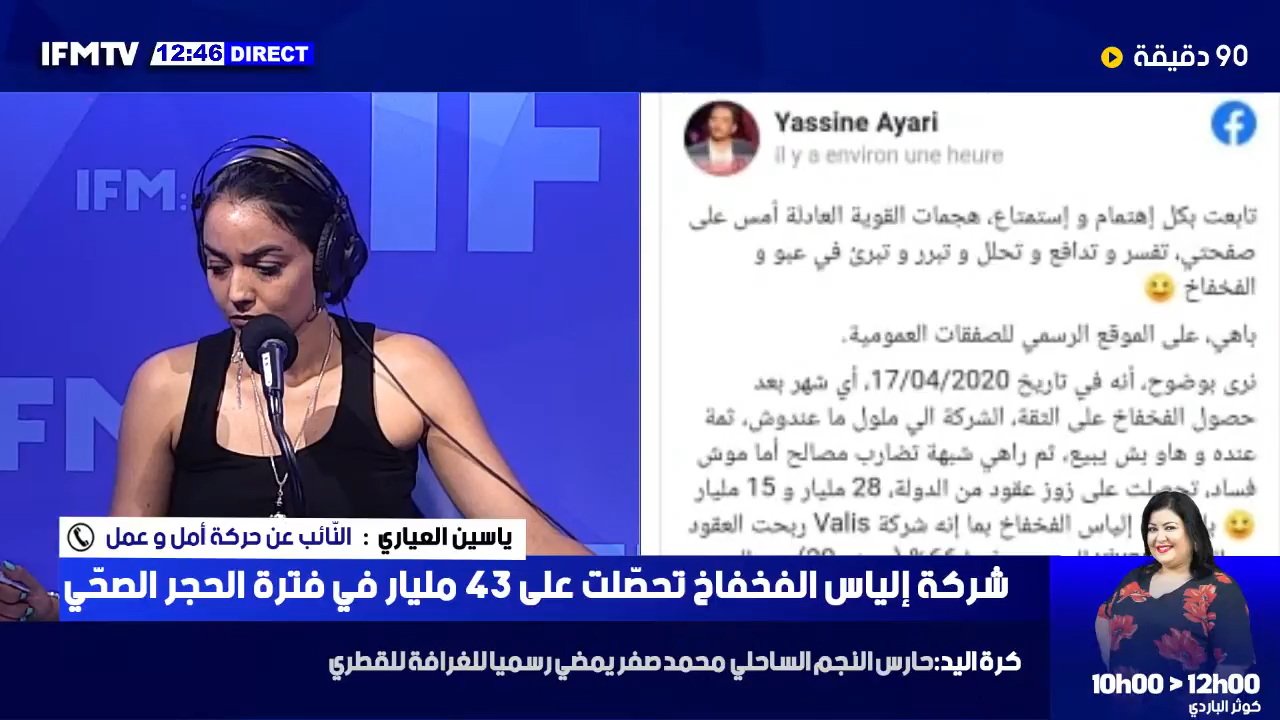 IFMTV 12:46 DIRECT
90 دقيقة
IFM:
IF
FM
Yassine Ayari
il y a environ une heure
تابعت بكل إهتمام و إستمتاع، هجمات القوية العادلة أمس على
صفحتي، تفسر و تدافع و تحلل و تبرر و تبرئ في عبو و
الفخفاخ 😃
باهي، على الموقع الرسمي للصفقات العمومية.
نرى بوضوح، أنه في تاريخ 17/04/2020، أي شهر بعد
حصول الفخفاخ على الثقة، الشركة الي ملول ما عندوش، ثمة
عنده و هاو بش يبيع، ثم راهي شبهة تضارب مصالح أما موش
فساد، تحصلت على زوز عقود من الدولة، 28 مليار و 15 مليار
إلياس الفخفاخ بما إنه شركة Valis ربحت العقود
ياسين العياري : النّائب عن حركة أمل و عمل
شركة إلياس الفخفاخ تحصّلت على 43 مليار في فترة الحجر الصحّي
كرة اليد:حارس النجم الساحلي محمد صفر يمضي رسميا للغرافة للقطري
10h00 > 12h00
كوثر الباردي